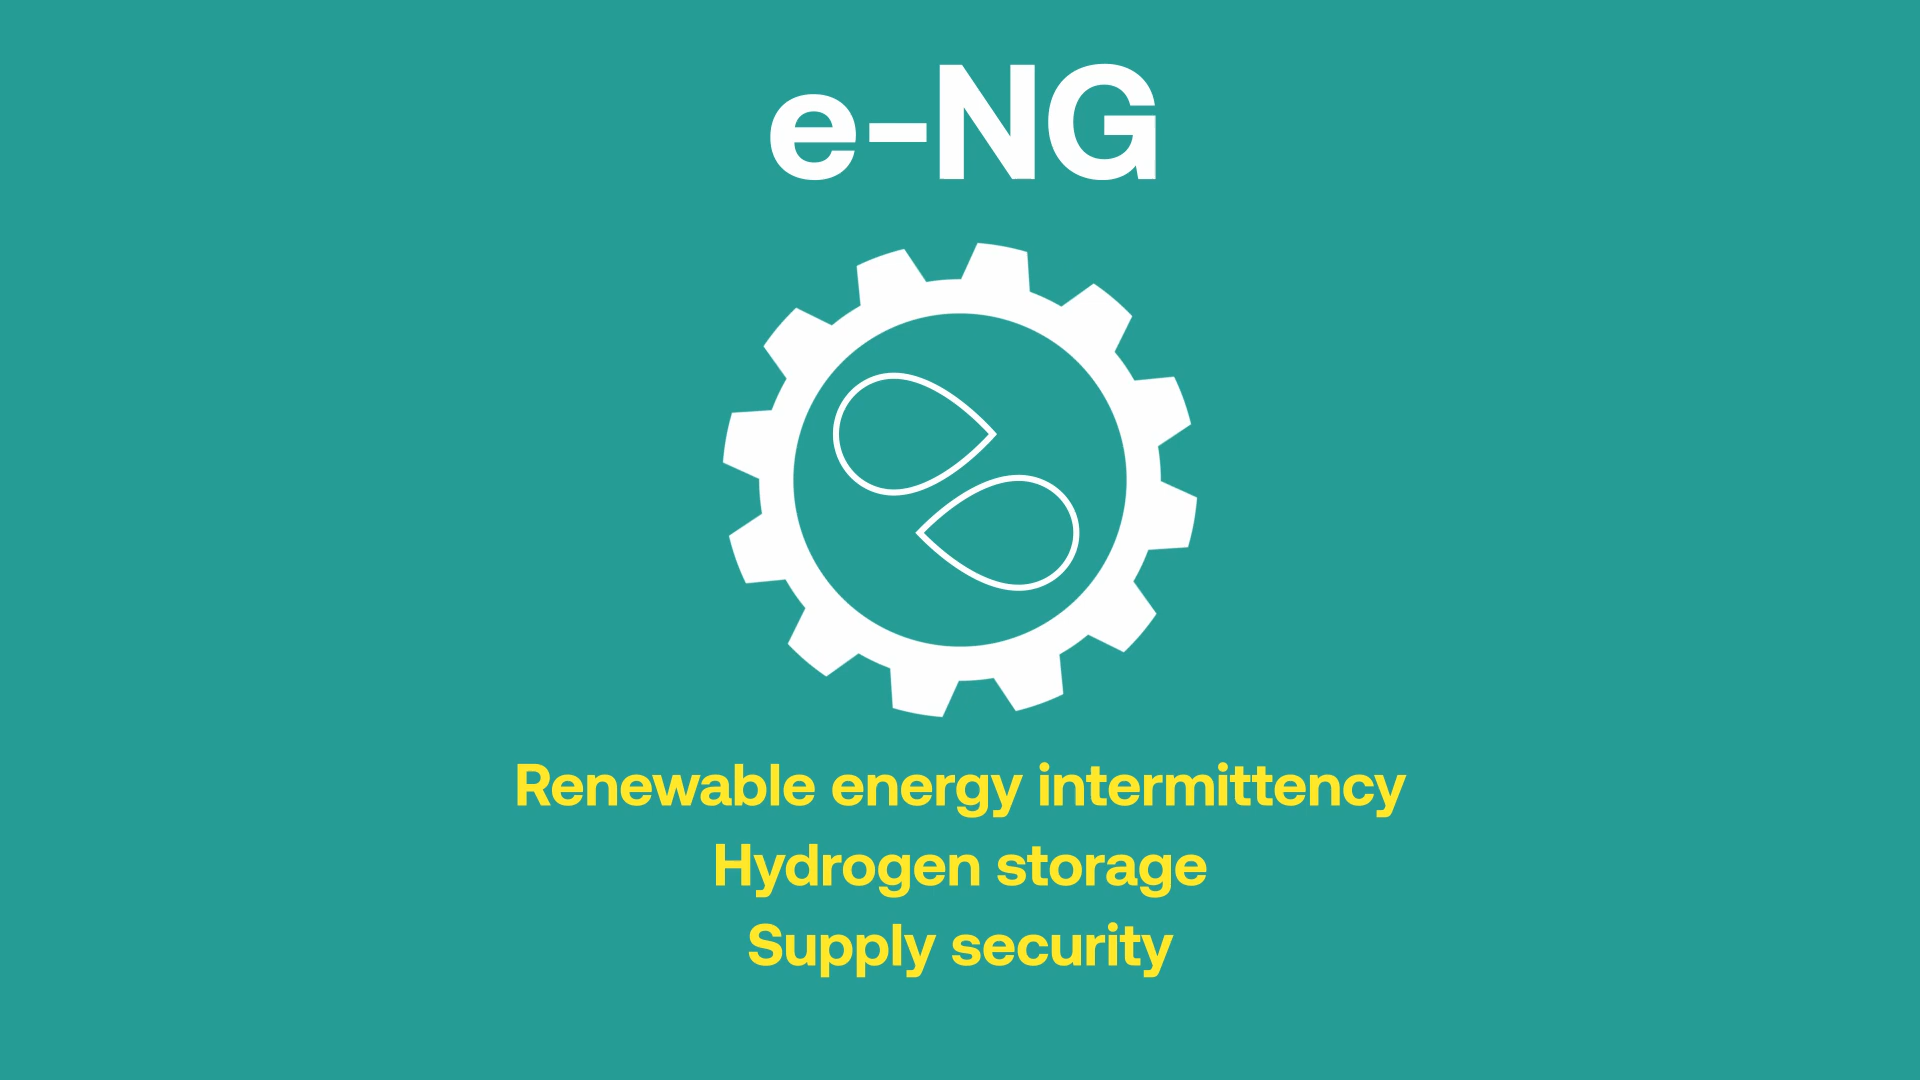 e-NG
Renewable energy intermittency
Hydrogen storage
Supply security